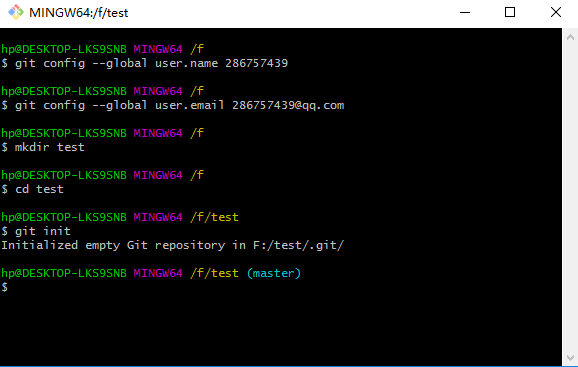 MINGW64:/f/test
hp@DESKTOP-LKS9SNB MINGW64 /f
$ git config --global user.name 286757439
hp@DESKTOP-LKS9SNB MINGW64 /f
$ git config --global user.email 286757439@qq.com
hp@DESKTOP-LKS9SNB MINGW64 /f
$ mkdir test
hp@DESKTOP-LKS9SNB MINGW64 /f
$ cd test
hp@DESKTOP-LKS9SNB MINGW64 /f/test
$ git init
Initialized empty Git repository in F:/test/.git/
hp@DESKTOP-LKS9SNB MINGW64 /f/test (master)
$